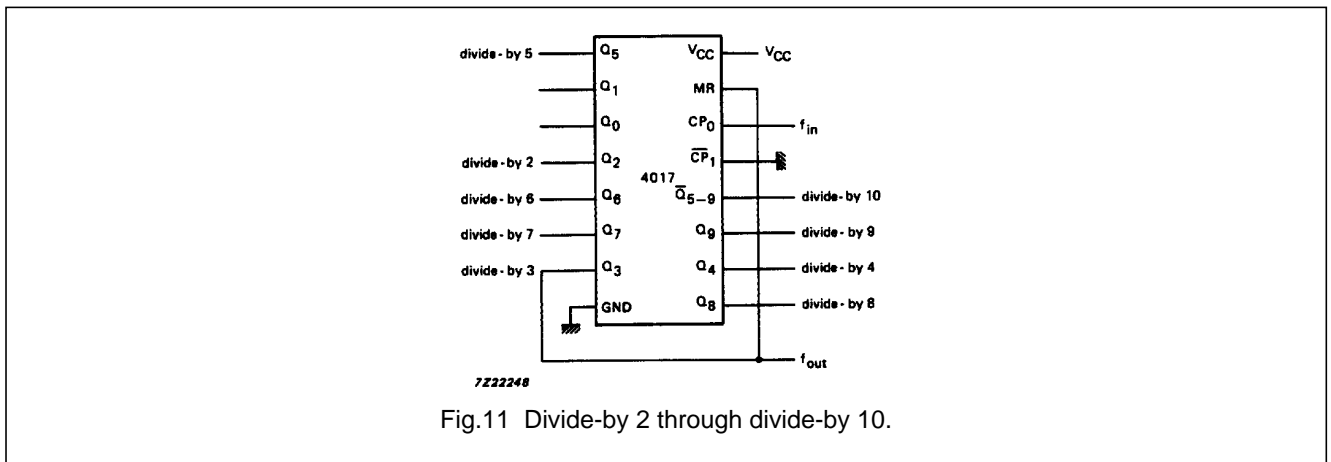 divide-by 5 Q5 VCC VCC
Q1 MR
Q0 CP0 fin
CP1
divide-by 2 Q2
4017
divide-by 6 Q6 Q5–9 divide-by 10
divide-by 7 Q7 Q9 divide-by 9
divide-by 3 Q3 Q4 divide-by 4
GND Q8 divide-by 8
fout
7Z22248
Fig.11 Divide-by 2 through divide-by 10.